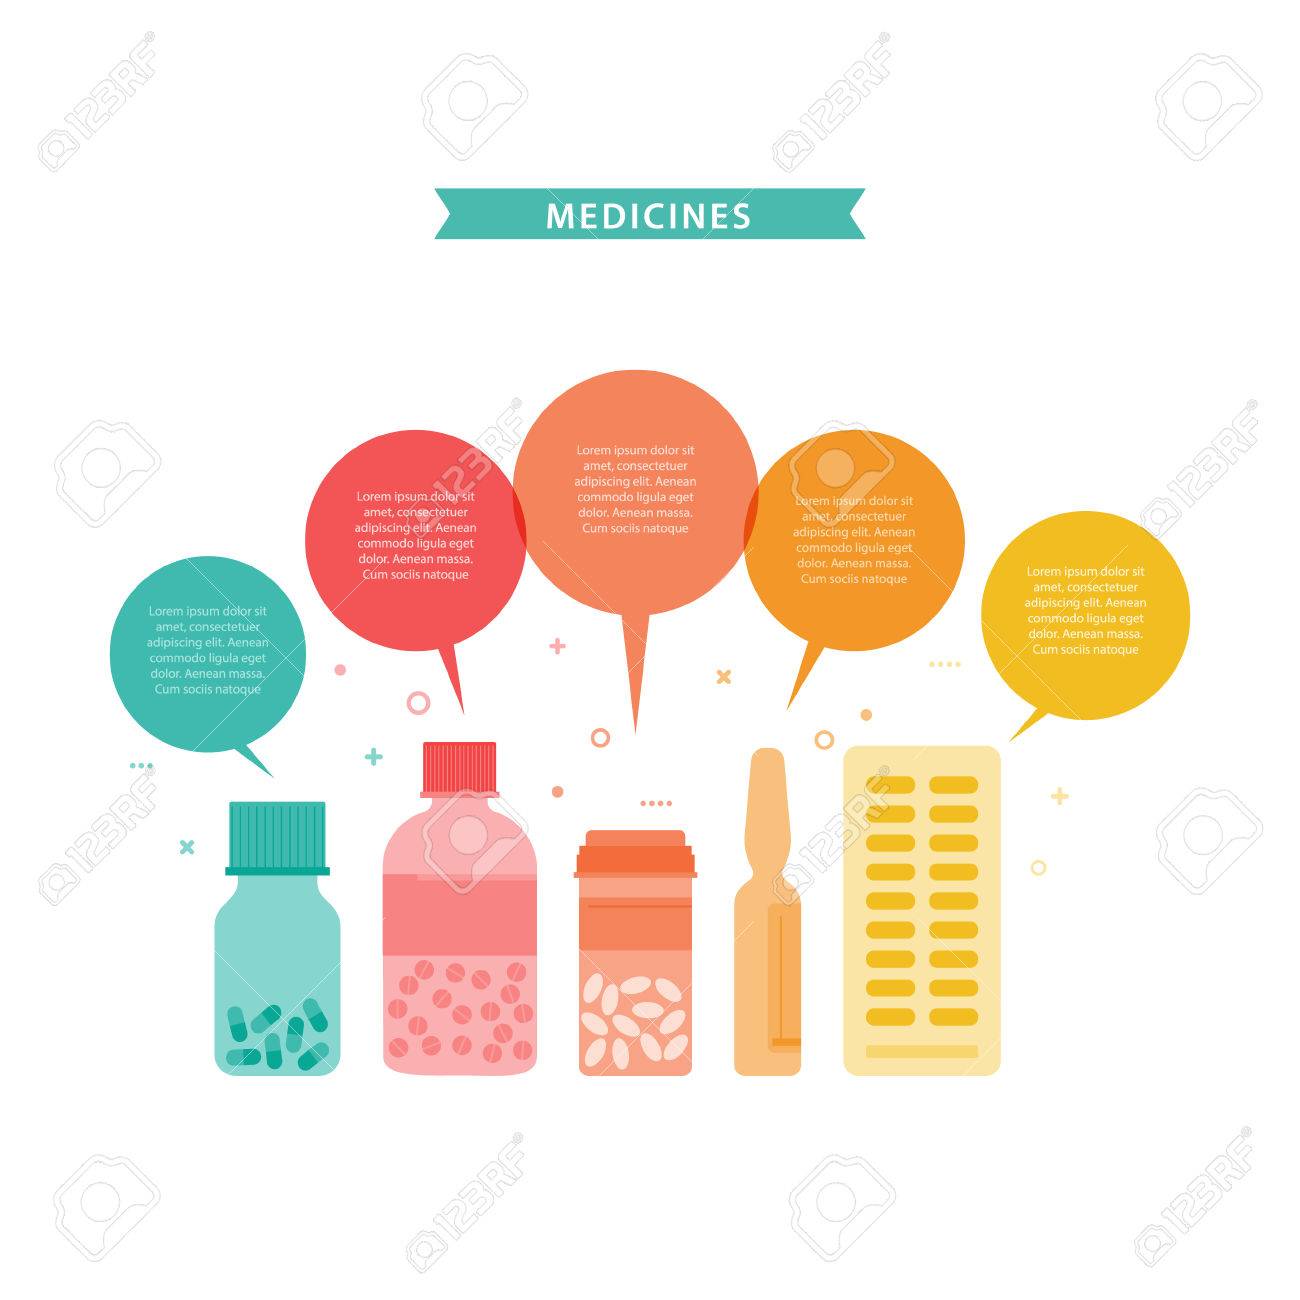 MEDICINES
Lorem ipsum dolor sit
amet, consectetuer
adipiscing elit. Aenean
commodo ligula eget
dolor. Aenean massa.
Cum sociis natoque
Lorem ipsum dolor sit
amet, consectetuer
adipiscing elit. Aenean
commodo ligula eget
dolor. Aenean massa.
Cum sociis natoque
Lorem ipsum dolor sit
amet, consectetuer
adipiscing elit. Aenean
commodo ligula eget
dolor. Aenean massa.
Cum sociis natoque
Lorem ipsum dolor sit
amet, consectetuer
adipiscing elit. Aenean
commodo ligula eget
dolor. Aenean massa.
Cum sociis natoque
Lorem ipsum dolor sit
amet, consectetuer
adipiscing elit. Aenean
commodo ligula eget
dolor. Aenean massa.
Cum sociis natoque
123RF
123RF
123RF
123RF
123RF
123RF
123RF
123RF